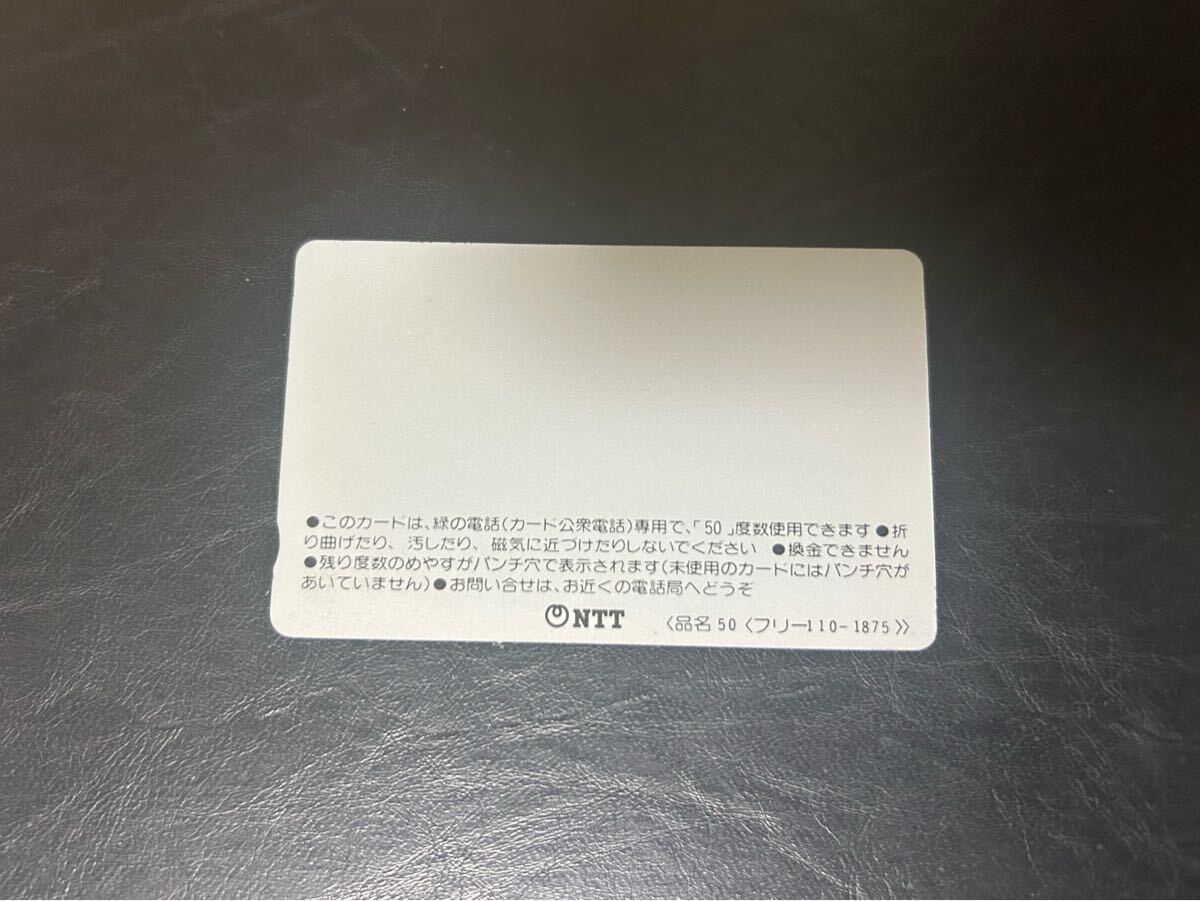 ●このカードは、緑の電話(カード公衆電話)専用で、「50」度数使用できます●折
り曲げたり、汚したり、磁気に近づけたりしないでください ●換金できません
●残り度数のめやすがパンチ穴で表示されます(未使用のカードにはパンチ穴が
あいていません)●お問い合せは、お近くの電話局へどうぞ
NTT 〈品名50〈フリー110-1875〉〉